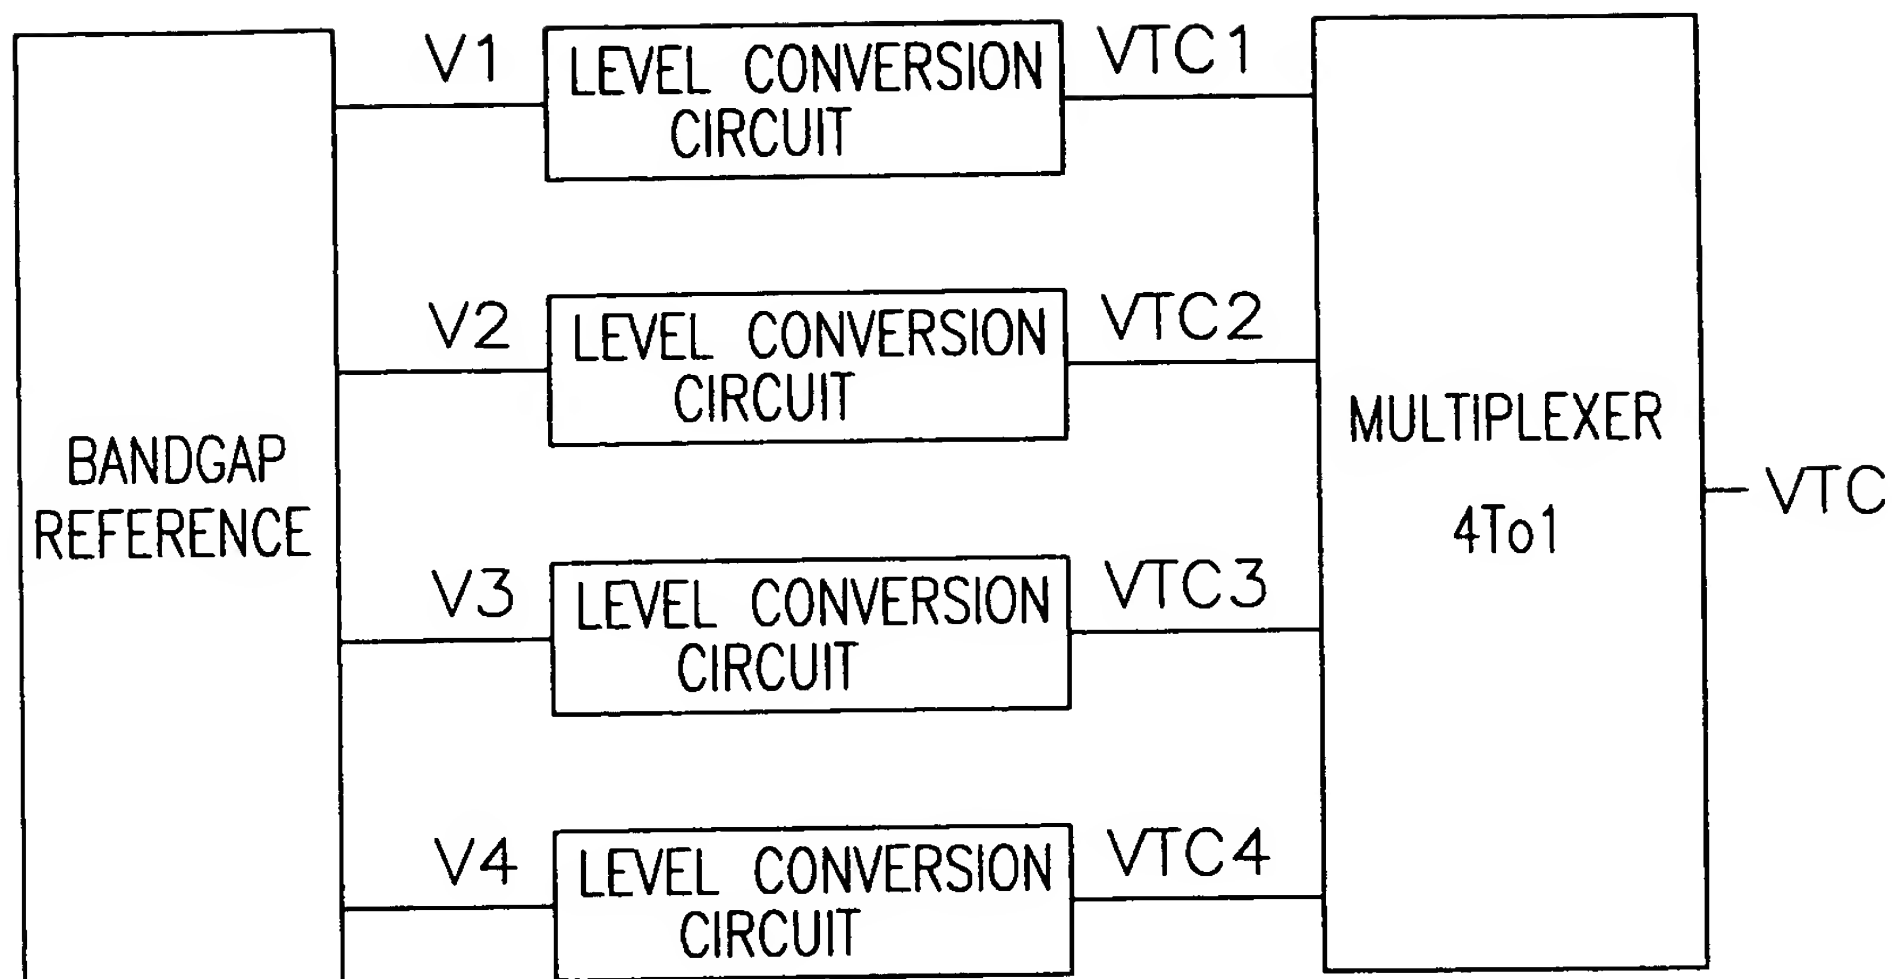 V1
LEVEL CONVERSION
CIRCUIT
VTC1
V2
LEVEL CONVERSION
CIRCUIT
VTC2
BANDGAP
REFERENCE
MULTIPLEXER
4To1
VTC
V3
LEVEL CONVERSION
CIRCUIT
VTC3
V4
LEVEL CONVERSION
CIRCUIT
VTC4